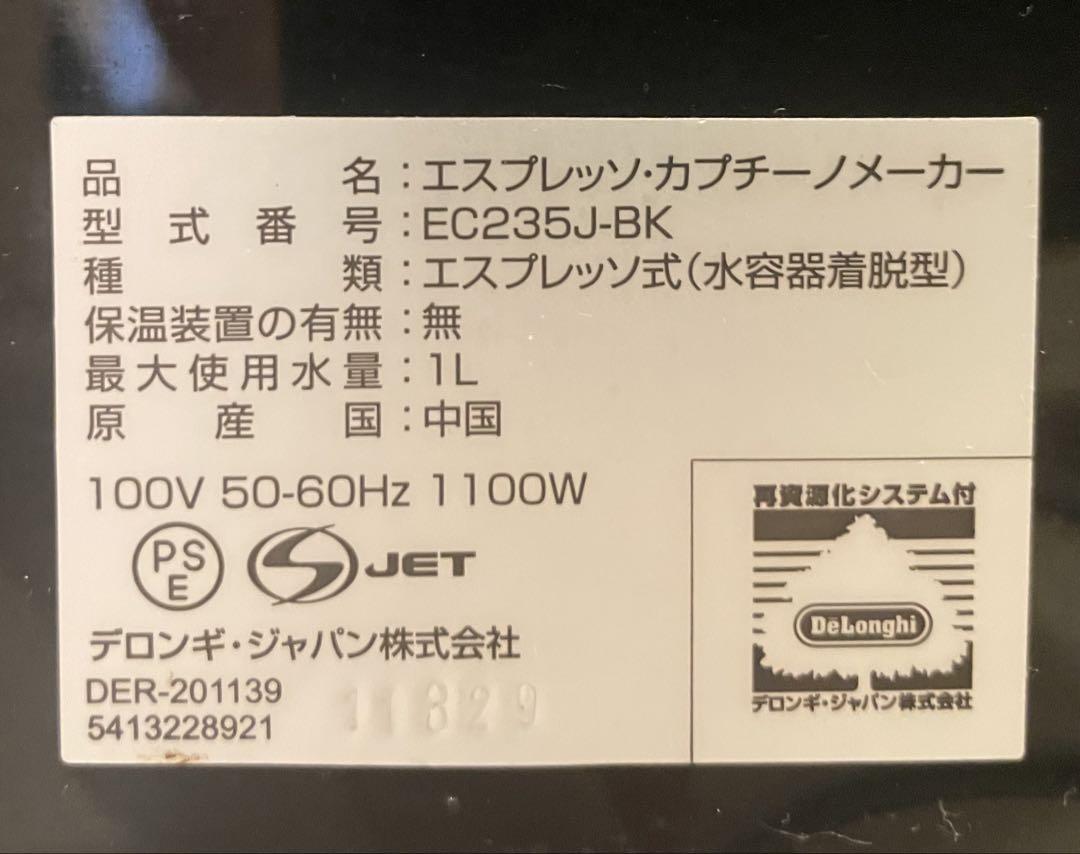 品名：エスプレッソ・カプチーノメーカー
型式番号：EC235J-BK
種類：エスプレッソ式(水容器着脱型)
保温装置の有無：無
最大使用水量：1L
原産国：中国
100V 50-60Hz 1100W
PSE JET
デロンギ・ジャパン株式会社
DER-201139
5413228921
11829
再資源化システム付
DeLonghi
デロンギ・ジャパン株式会社